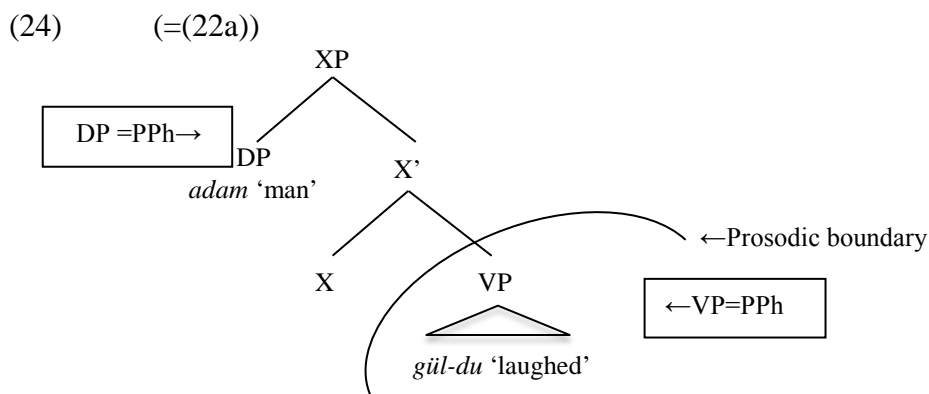 (24) (=(22a))
XP
DP =PPh→
DP
adam ‘man’
X’
←Prosodic boundary
X
VP
←VP=PPh
gül-du ‘laughed’